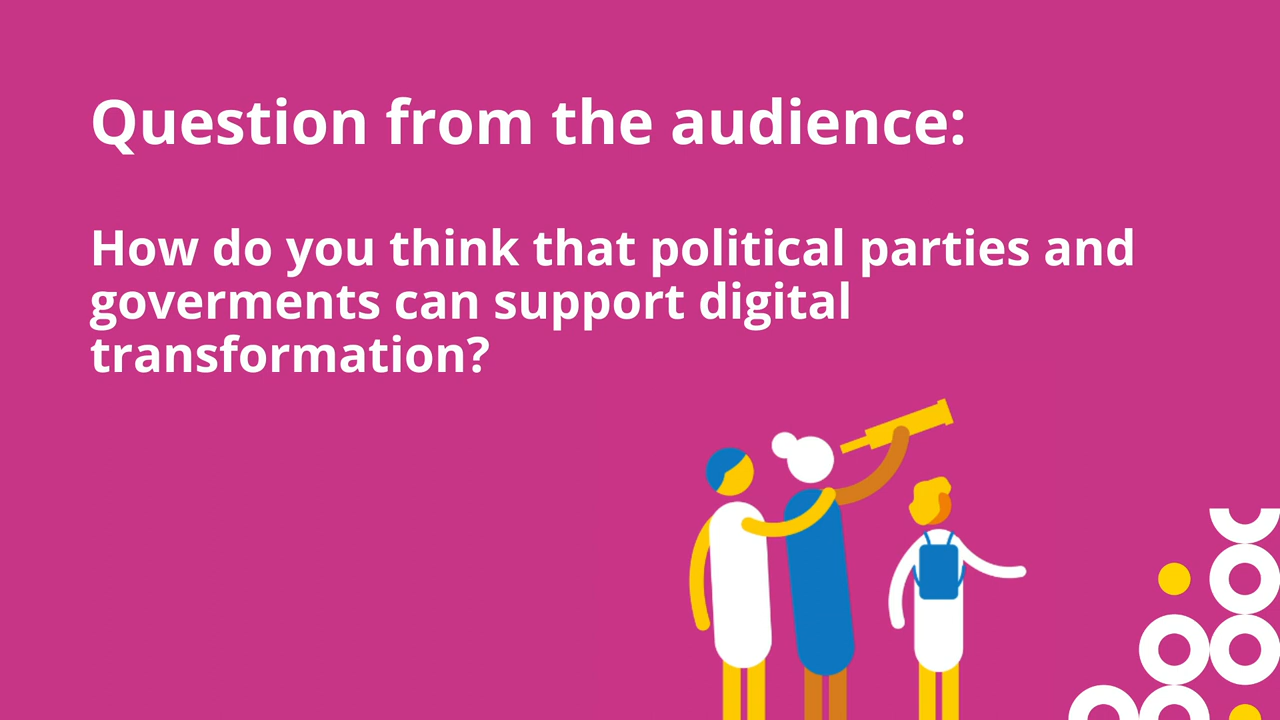 Question from the audience:
How do you think that political parties and
goverments can support digital
transformation?